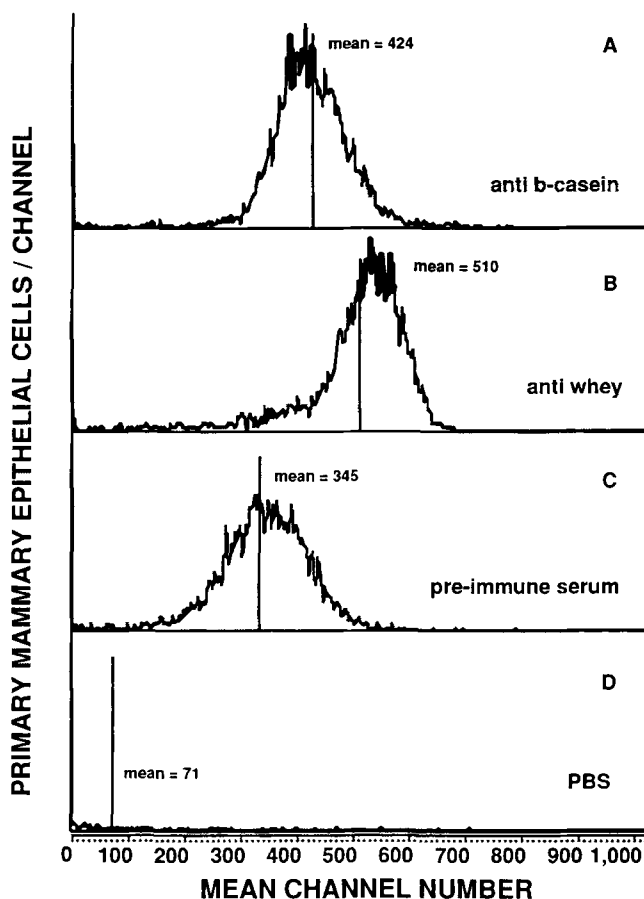 PRIMARY MAMMARY EPITHELIAL CELLS / CHANNEL
mean = 424
A
anti b-casein
mean = 510
B
anti whey
mean = 345
C
pre-immune serum
mean = 71
D
PBS
0 100 200 300 400 500 600 700 800 900 1,000
MEAN CHANNEL NUMBER